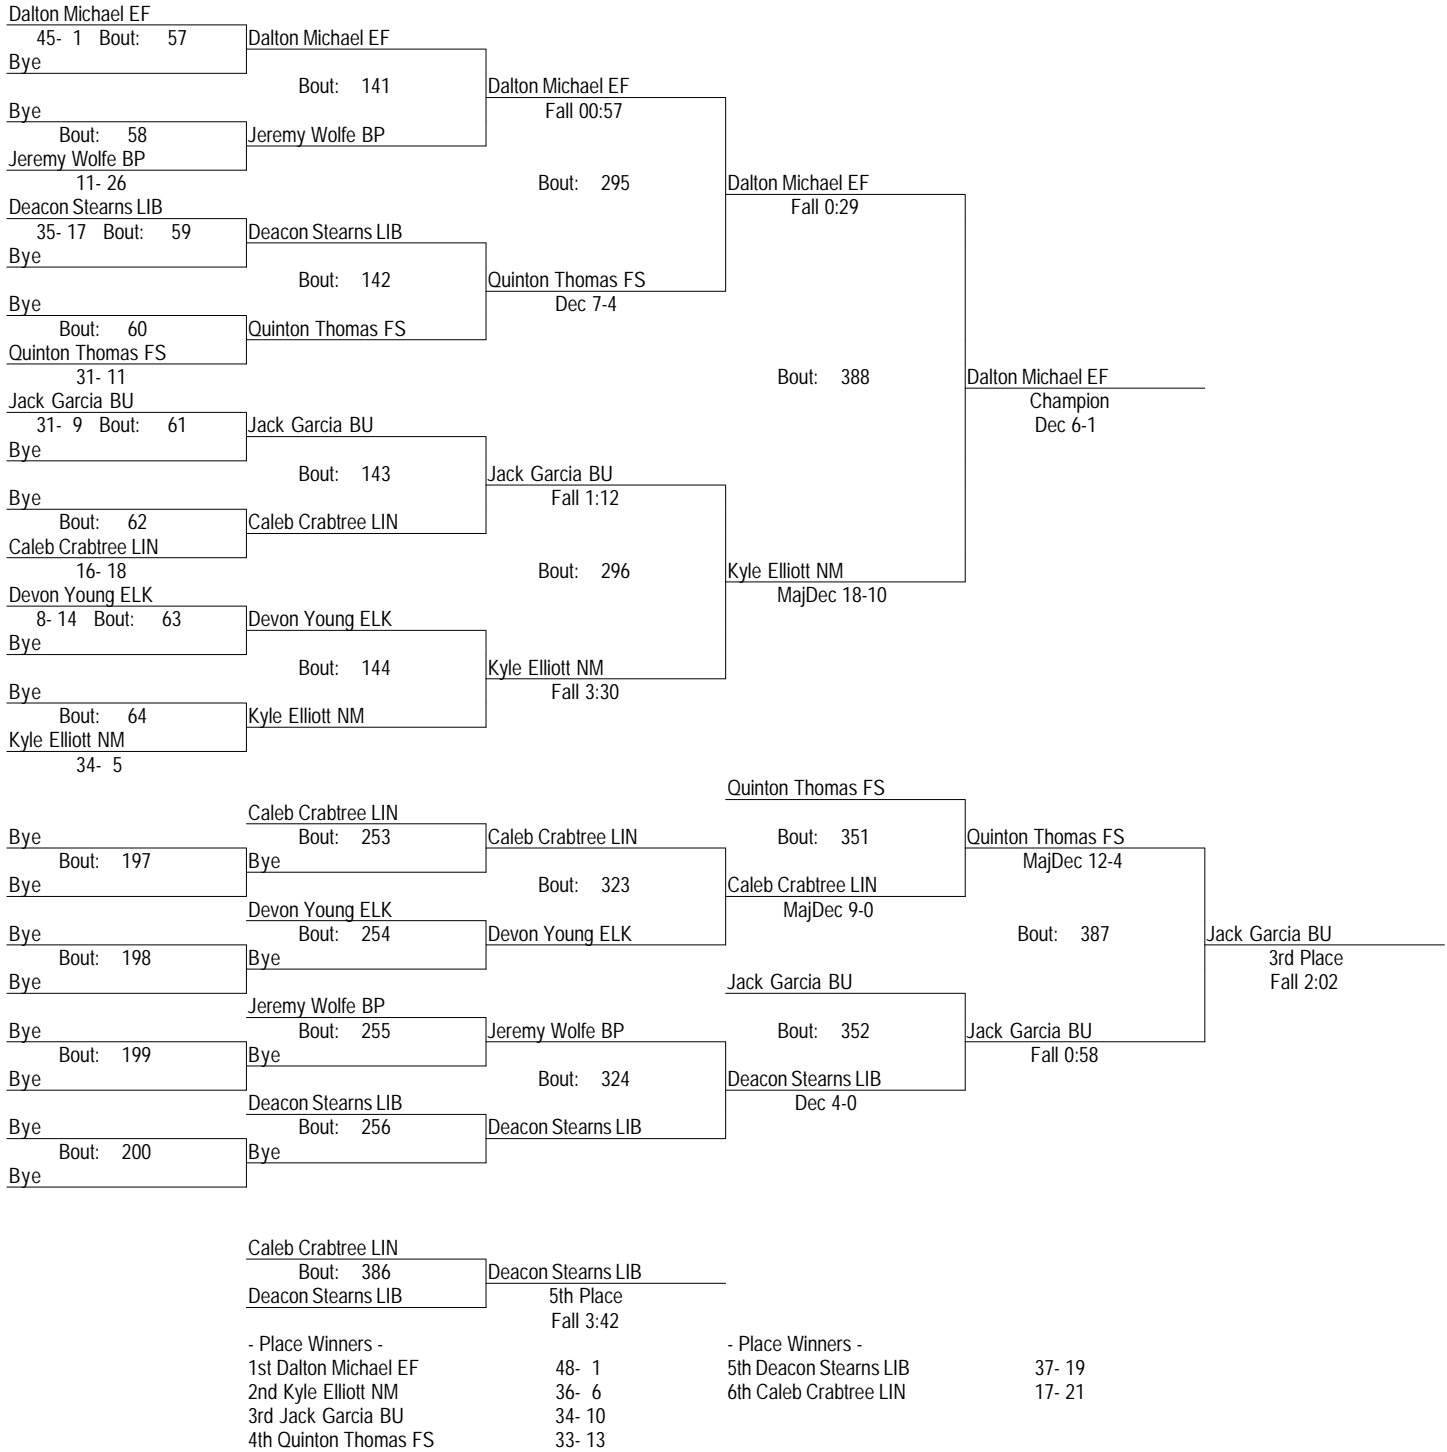 Dalton Michael EF
45- 1 Bout: 57 Dalton Michael EF
Bye
Bout: 141 Dalton Michael EF
Bye Fall 00:57
Bout: 58 Jeremy Wolfe BP
Jeremy Wolfe BP
11- 26 Bout: 295 Dalton Michael EF
Deacon Stearns LIB Fall 0:29
35- 17 Bout: 59 Deacon Stearns LIB
Bye
Bout: 142 Quinton Thomas FS
Bye Dec 7-4
Bout: 60 Quinton Thomas FS
Quinton Thomas FS
31- 11 Bout: 388 Dalton Michael EF
Jack Garcia BU Champion
31- 9 Bout: 61 Jack Garcia BU Dec 6-1
Bye
Bout: 143 Jack Garcia BU
Bye Fall 1:12
Bout: 62 Caleb Crabtree LIN
Caleb Crabtree LIN
16- 18 Bout: 296 Kyle Elliott NM
Devon Young ELK MajDec 18-10
8- 14 Bout: 63 Devon Young ELK
Bye
Bout: 144 Kyle Elliott NM
Bye Fall 3:30
Bout: 64 Kyle Elliott NM
Kyle Elliott NM
34- 5
Quinton Thomas FS
Caleb Crabtree LIN
Bye Bout: 253 Caleb Crabtree LIN Bout: 351 Quinton Thomas FS
Bout: 197 Bye MajDec 12-4
Bye Bout: 323 Caleb Crabtree LIN
Devon Young ELK MajDec 9-0
Bye Bout: 254 Devon Young ELK Bout: 387 Jack Garcia BU
Bout: 198 Bye 3rd Place
Bye Jack Garcia BU Fall 2:02
Jeremy Wolfe BP
Bye Bout: 255 Jeremy Wolfe BP Bout: 352 Jack Garcia BU
Bout: 199 Bye Fall 0:58
Bye Bout: 324 Deacon Stearns LIB
Deacon Stearns LIB Dec 4-0
Bye Bout: 256 Deacon Stearns LIB
Bout: 200 Bye
Bye
Caleb Crabtree LIN
Bout: 386 Deacon Stearns LIB
Deacon Stearns LIB 5th Place
Fall 3:42
- Place Winners - - Place Winners -
1st Dalton Michael EF 48- 1 5th Deacon Stearns LIB 37- 19
2nd Kyle Elliott NM 36- 6 6th Caleb Crabtree LIN 17- 21
3rd Jack Garcia BU 34- 10
4th Quinton Thomas FS 33- 13